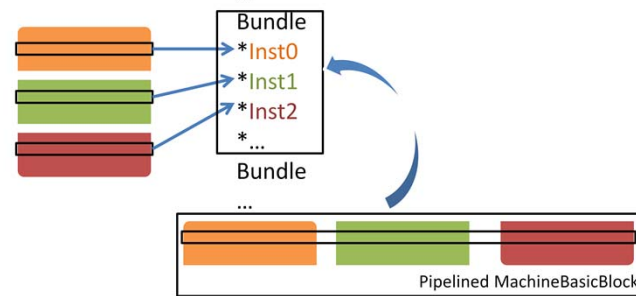 Bundle
*Inst0
*Inst1
*Inst2
*...
Bundle
...
Pipelined MachineBasicBlock